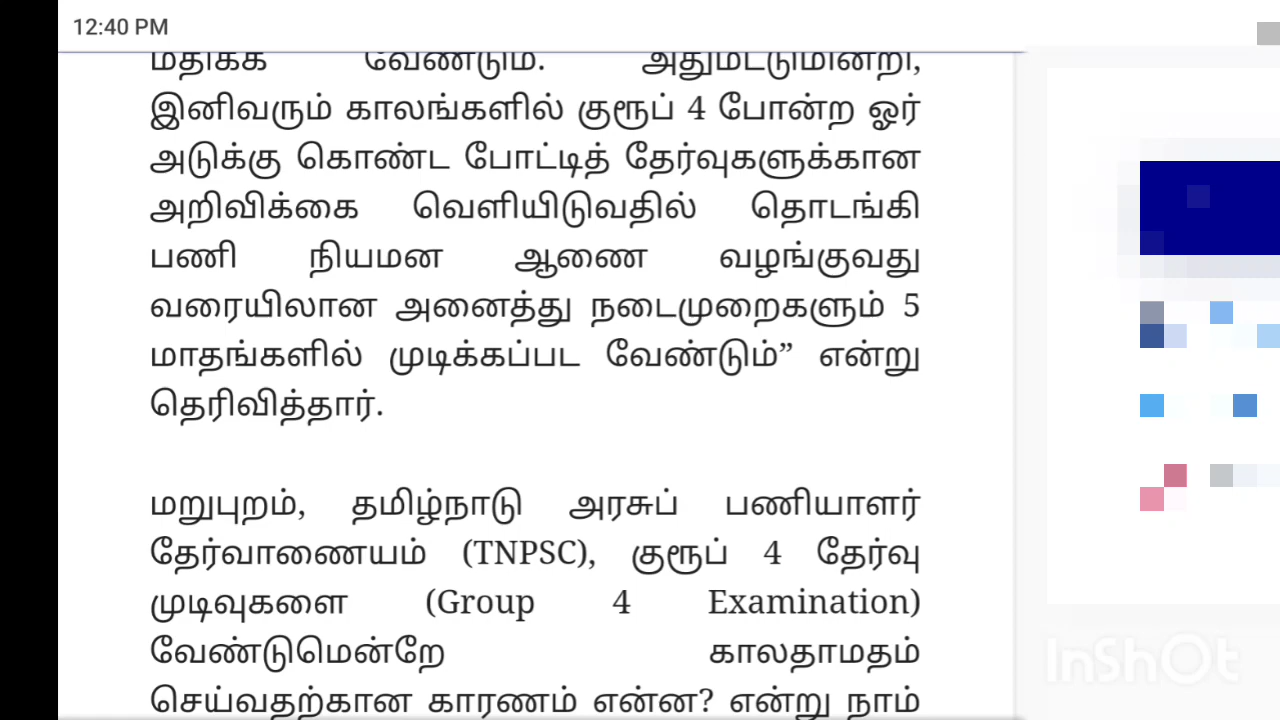 12:40 PM
மதிக்க வேண்டும். அதுமட்டுமின்றி,
இனிவரும் காலங்களில் குரூப் 4 போன்ற ஓர்
அடுக்கு கொண்ட போட்டித் தேர்வுகளுக்கான
அறிவிக்கை வெளியிடுவதில் தொடங்கி
பணி நியமன ஆணை வழங்குவது
வரையிலான அனைத்து நடைமுறைகளும் 5
மாதங்களில் முடிக்கப்பட வேண்டும்” என்று
தெரிவித்தார்.
மறுபுறம், தமிழ்நாடு அரசுப் பணியாளர்
தேர்வாணையம் (TNPSC), குரூப் 4 தேர்வு
முடிவுகளை (Group 4 Examination)
வேண்டுமென்றே காலதாமதம்
செய்வதற்கான காரணம் என்ன? என்று நாம்
InShOt